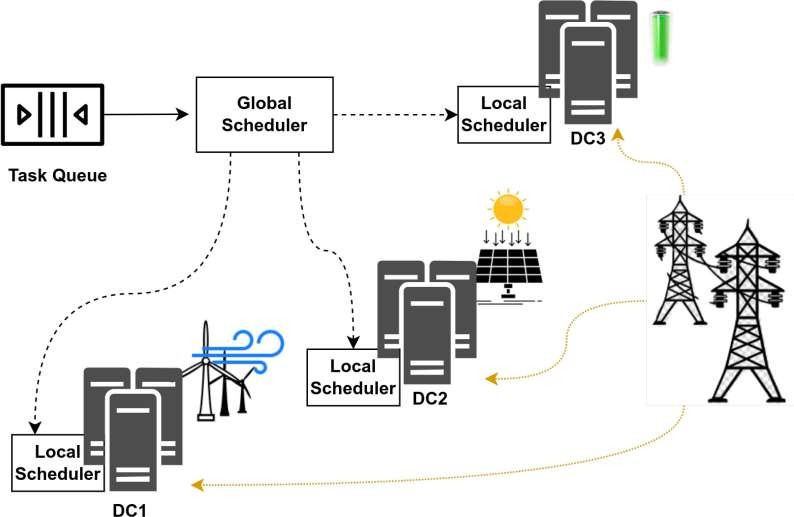 Global
Scheduler
Local
Scheduler
DC3
Task Queue
Local
Scheduler
DC2
Local
Scheduler
DC1